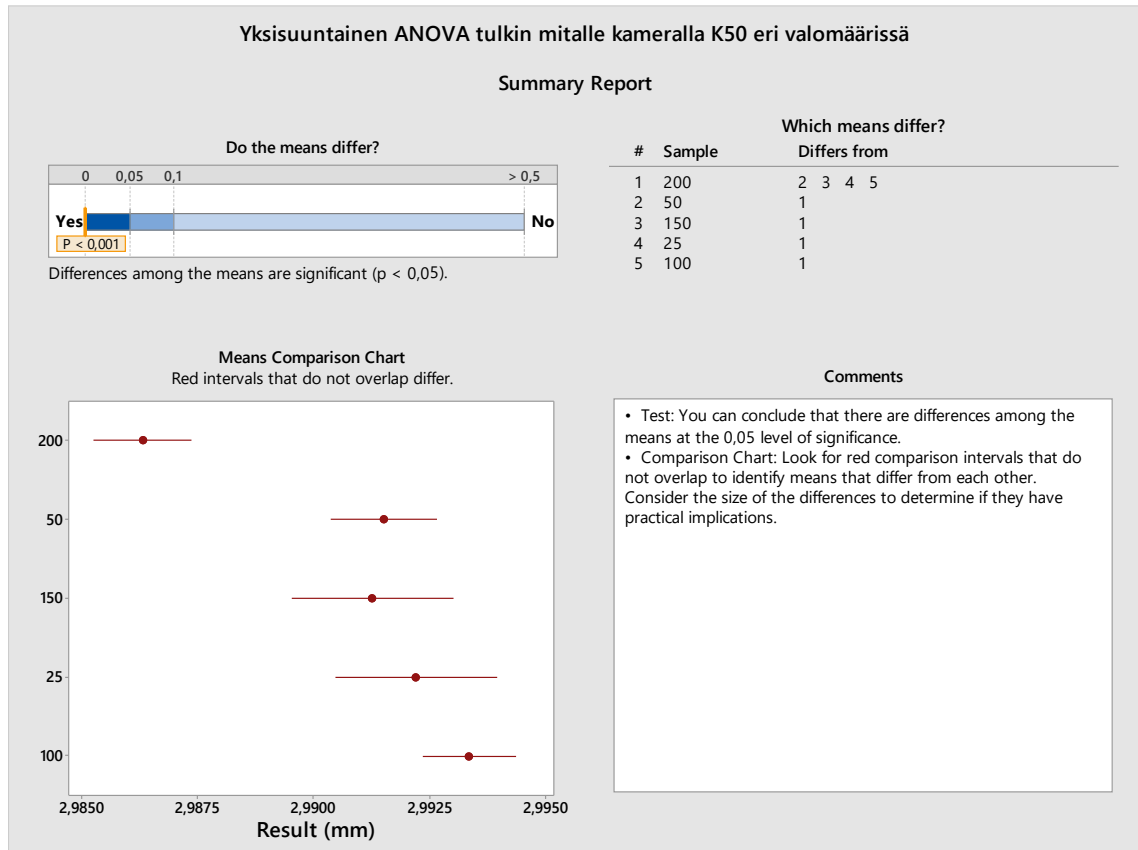 Yksisuuntainen ANOVA tulkin mitalle kameralla K50 eri valomäärissä
Summary Report
Do the means differ?
0 0,05 0,1 > 0,5
Yes No
P < 0,001
Differences among the means are significant (p < 0,05).
Which means differ?
# Sample Differs from
1 200 2 3 4 5
2 50 1
3 150 1
4 25 1
5 100 1
Means Comparison Chart
Red intervals that do not overlap differ.
200
50
150
25
100
2,9850 2,9875 2,9900 2,9925 2,9950
Result (mm)
Comments
• Test: You can conclude that there are differences among the
means at the 0,05 level of significance.
• Comparison Chart: Look for red comparison intervals that do
not overlap to identify means that differ from each other.
Consider the size of the differences to determine if they have
practical implications.